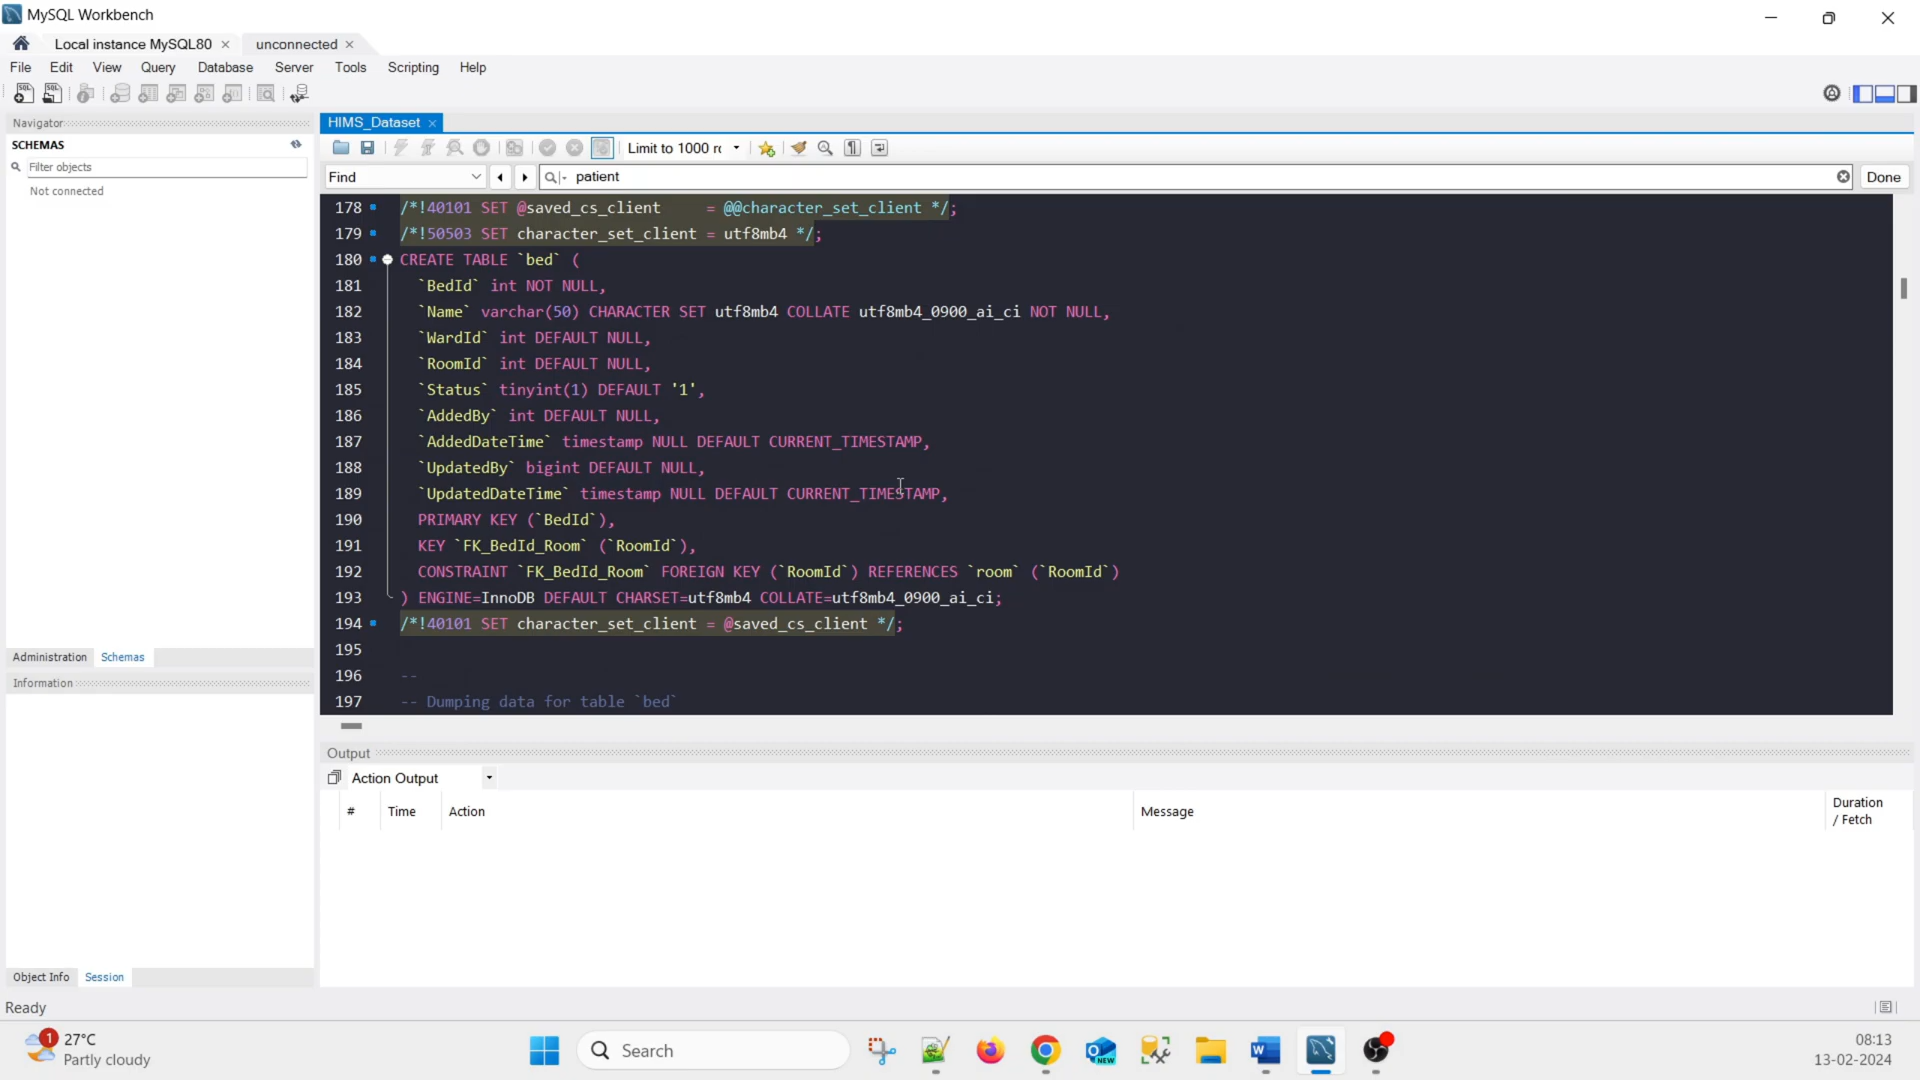 MySQL Workbench
Local instance MySQL80 unconnected
File Edit View Query Database Server Tools Scripting Help
Navigator
HIMS_Dataset
SCHEMAS
Limit to 1000 rc
Filter objects
Find patient Done
Not connected
178 /*!40101 SET @saved_cs_client     = @@character_set_client */;
179 /*!50503 SET character_set_client = utf8mb4 */;
180 CREATE TABLE `bed` (
181 `BedId` int NOT NULL,
182 `Name` varchar(50) CHARACTER SET utf8mb4 COLLATE utf8mb4_0900_ai_ci NOT NULL,
183 `WardId` int DEFAULT NULL,
184 `RoomId` int DEFAULT NULL,
185 `Status` tinyint(1) DEFAULT '1',
186 `AddedBy` int DEFAULT NULL,
187 `AddedDateTime` timestamp NULL DEFAULT CURRENT_TIMESTAMP,
188 `UpdatedBy` bigint DEFAULT NULL,
189 `UpdatedDateTime` timestamp NULL DEFAULT CURRENT_TIMESTAMP,
190 PRIMARY KEY (`BedId`),
191 KEY `FK_BedId_Room` (`RoomId`),
192 CONSTRAINT `FK_BedId_Room` FOREIGN KEY (`RoomId`) REFERENCES `room` (`RoomId`)
193 ) ENGINE=InnoDB DEFAULT CHARSET=utf8mb4 COLLATE=utf8mb4_0900_ai_ci;
194 /*!40101 SET character_set_client = @saved_cs_client */;
195
196 --
197 -- Dumping data for table `bed`
Administration Schemas
Information
Output
Action Output
# Time Action Message Duration / Fetch
Object Info Session
Ready
1 27°C
Partly cloudy
Search
NEW
08:13
13-02-2024